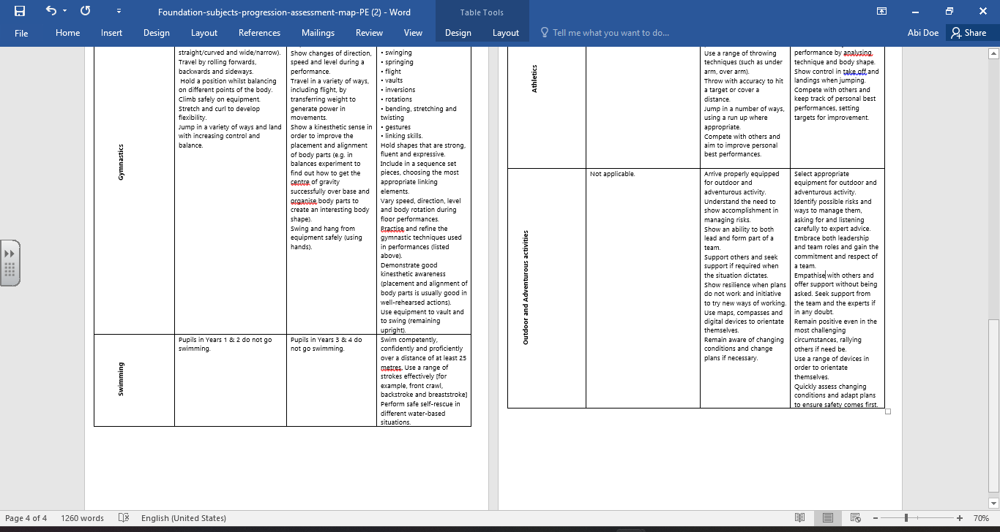 Foundation-subjects-progression-assessment-map-PE (2) - Word
Table Tools
File
Home
Insert
Design
Layout
References
Mailings
Review
View
Design
Layout
Tell me what you want to do...
Abi Doe
Share
Gymnastics
straight/curved and wide/narrow).
Travel by rolling forwards,
backwards and sideways.
Hold a position whilst balancing
on different points of the body.
Climb safely on equipment.
Stretch and curl to develop
flexibility.
Jump in a variety of ways and land
with increasing control and
balance.
Show changes of direction,
speed and level during a
performance.
Travel in a variety of ways,
including flight, by
transferring weight to
generate power in
movements.
Show a kinesthetic sense in
order to improve the
placement and alignment
of body parts (e.g. in
balances experiment to
find out how to get the
centre of gravity
successfully over base and
organise body parts to
create an interesting body
shape).
Swing and hang from
equipment safely (using
hands).
• swinging
• springing
• flight
• vaults
• inversions
• rotations
• bending, stretching and
twisting
• gestures
• linking skills.
Hold shapes that are strong,
fluent and expressive.
Include in a sequence set
pieces, choosing the most
appropriate linking
elements.
Vary speed, direction, level
and body rotation during
floor performances.
Practise and refine the
gymnastic techniques used
in performances (listed
above).
Demonstrate good
kinesthetic awareness
(placement and alignment of
body parts is usually good in
well-rehearsed actions).
Use equipment to vault and
to swing (remaining
upright).
Swimming
Pupils in Years 1 & 2 do not go
swimming.
Pupils in Years 3 & 4 do
not go swimming.
Swim competently,
confidently and proficiently
over a distance of at least 25
metres. Use a range of
strokes effectively [for
example, front crawl,
backstroke and breaststroke]
Perform safe self-rescue in
different water-based
situations.
Athletics
Use a range of throwing
techniques (such as under
arm, over arm).
Throw with accuracy to hit
a target or cover a
distance.
Jump in a number of ways,
using a run up where
appropriate.
Compete with others and
aim to improve personal
best performances.
performance by analysing
technique and body shape.
Show control in take off and
landings when jumping.
Compete with others and
keep track of personal best
performances, setting
targets for improvement.
Outdoor and Adventurous activities
Not applicable.
Arrive properly equipped
for outdoor and
adventurous activity.
Understand the need to
show accomplishment in
managing risks.
Show an ability to both
lead and form part of a
team.
Support others and seek
support if required when
the situation dictates.
Show resilience when plans
do not work and initiative
to try new ways of working.
Use maps, compasses and
digital devices to orientate
themselves.
Remain aware of changing
conditions and change
plans if necessary.
Select appropriate
equipment for outdoor and
adventurous activity.
Identify possible risks and
ways to manage them,
asking for and listening
carefully to expert advice.
Embrace both leadership
and team roles and gain the
commitment and respect of
a team.
Empathise with others and
offer support without being
asked. Seek support from
the team and the experts if
in any doubt.
Remain positive even in the
most challenging
circumstances, rallying
others if need be.
Use a range of devices in
order to orientate
themselves.
Quickly assess changing
conditions and adapt plans
to ensure safety comes first.
Page 4 of 4
1260 words
English (United States)
70%